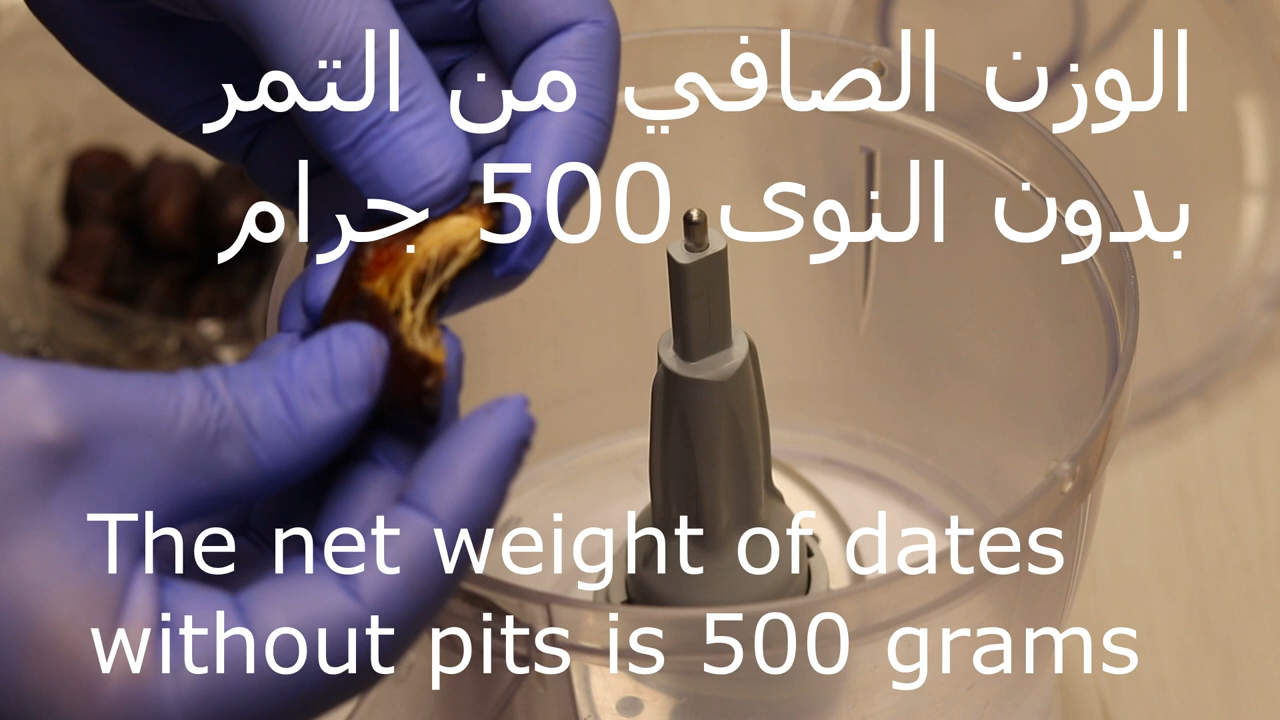 الوزن الصافي من التمر
بدون النوى 500 جرام
The net weight of dates
without pits is 500 grams